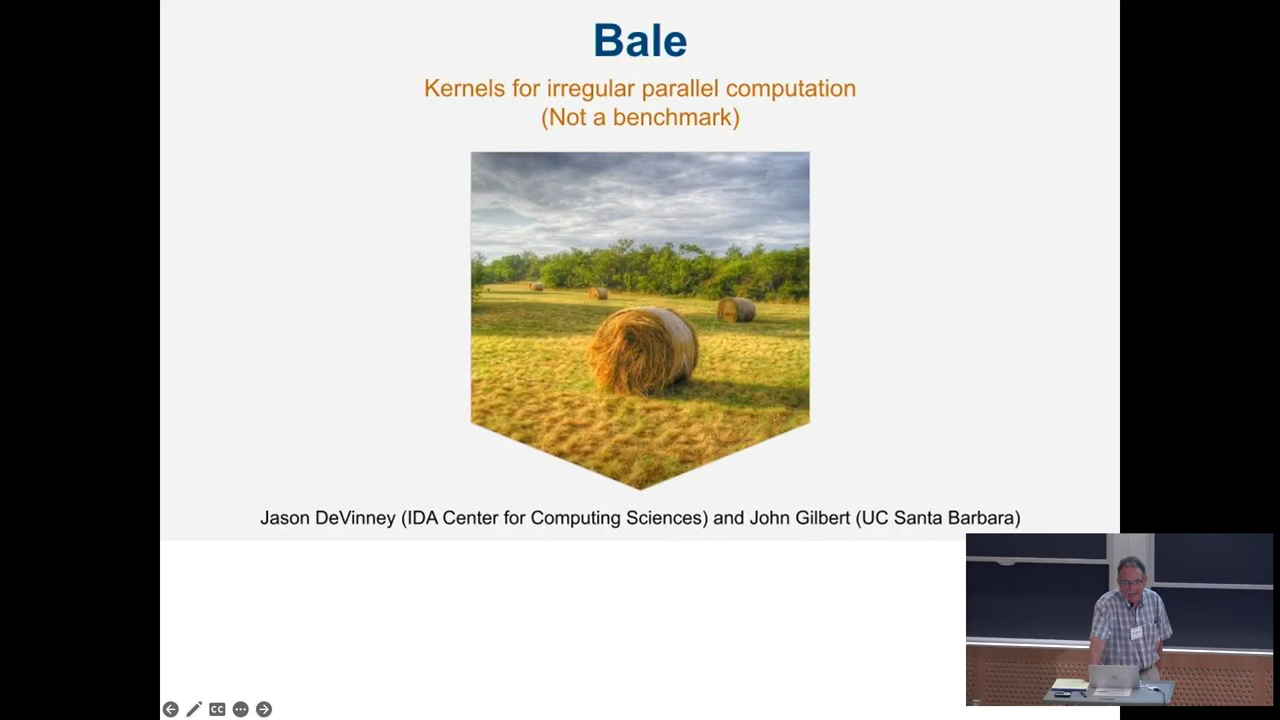 Bale
Kernels for irregular parallel computation
(Not a benchmark)
Jason DeVinney (IDA Center for Computing Sciences) and John Gilbert (UC Santa Barbara)
CC